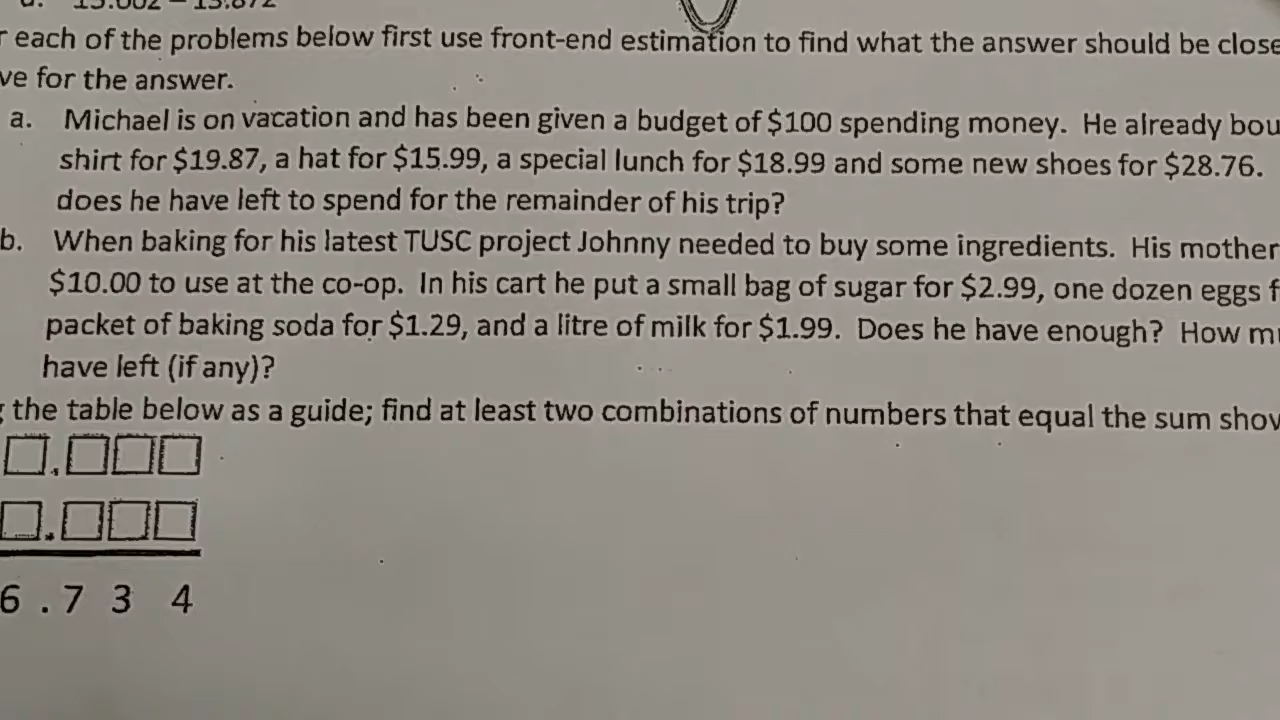 each of the problems below first use front-end estimation to find what the answer should be close
for the answer.
a. Michael is on vacation and has been given a budget of $100 spending money. He already
shirt for $19.87, a hat for $15.99, a special lunch for $18.99 and some new shoes for $28.76.
does he have left to spend for the remainder of his trip?
b. When baking for his latest TUSC project Johnny needed to buy some ingredients. His mother
$10.00 to use at the co-op. In his cart he put a small bag of sugar for $2.99, one dozen eggs
packet of baking soda for $1.29, and a litre of milk for $1.99. Does he have enough? How
have left (if any)?
the table below as a guide; find at least two combinations of numbers that equal the sum
6.734